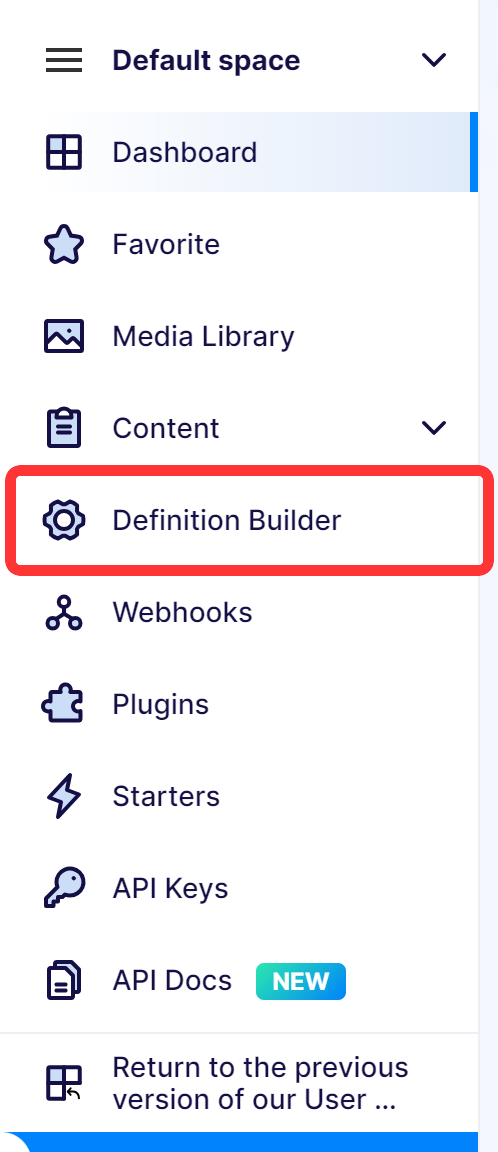 Default space
Dashboard
Favorite
Media Library
Content
Definition Builder
Webhooks
Plugins
Starters
API Keys
API Docs NEW
Return to the previous
version of our User ...